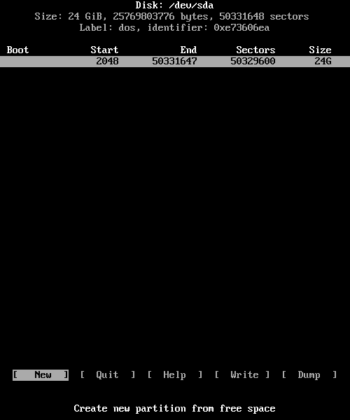 Disk: /dev/sda
Size: 24 GiB, 25769803776 bytes, 50331648 sectors
Label: dos, identifier: 0xe73606ea
Boot Start End Sectors Size
2048 50331647 50329600 24G
[ New ] [ Quit ] [ Help ] [ Write ] [ Dump ]
Create new partition from free space